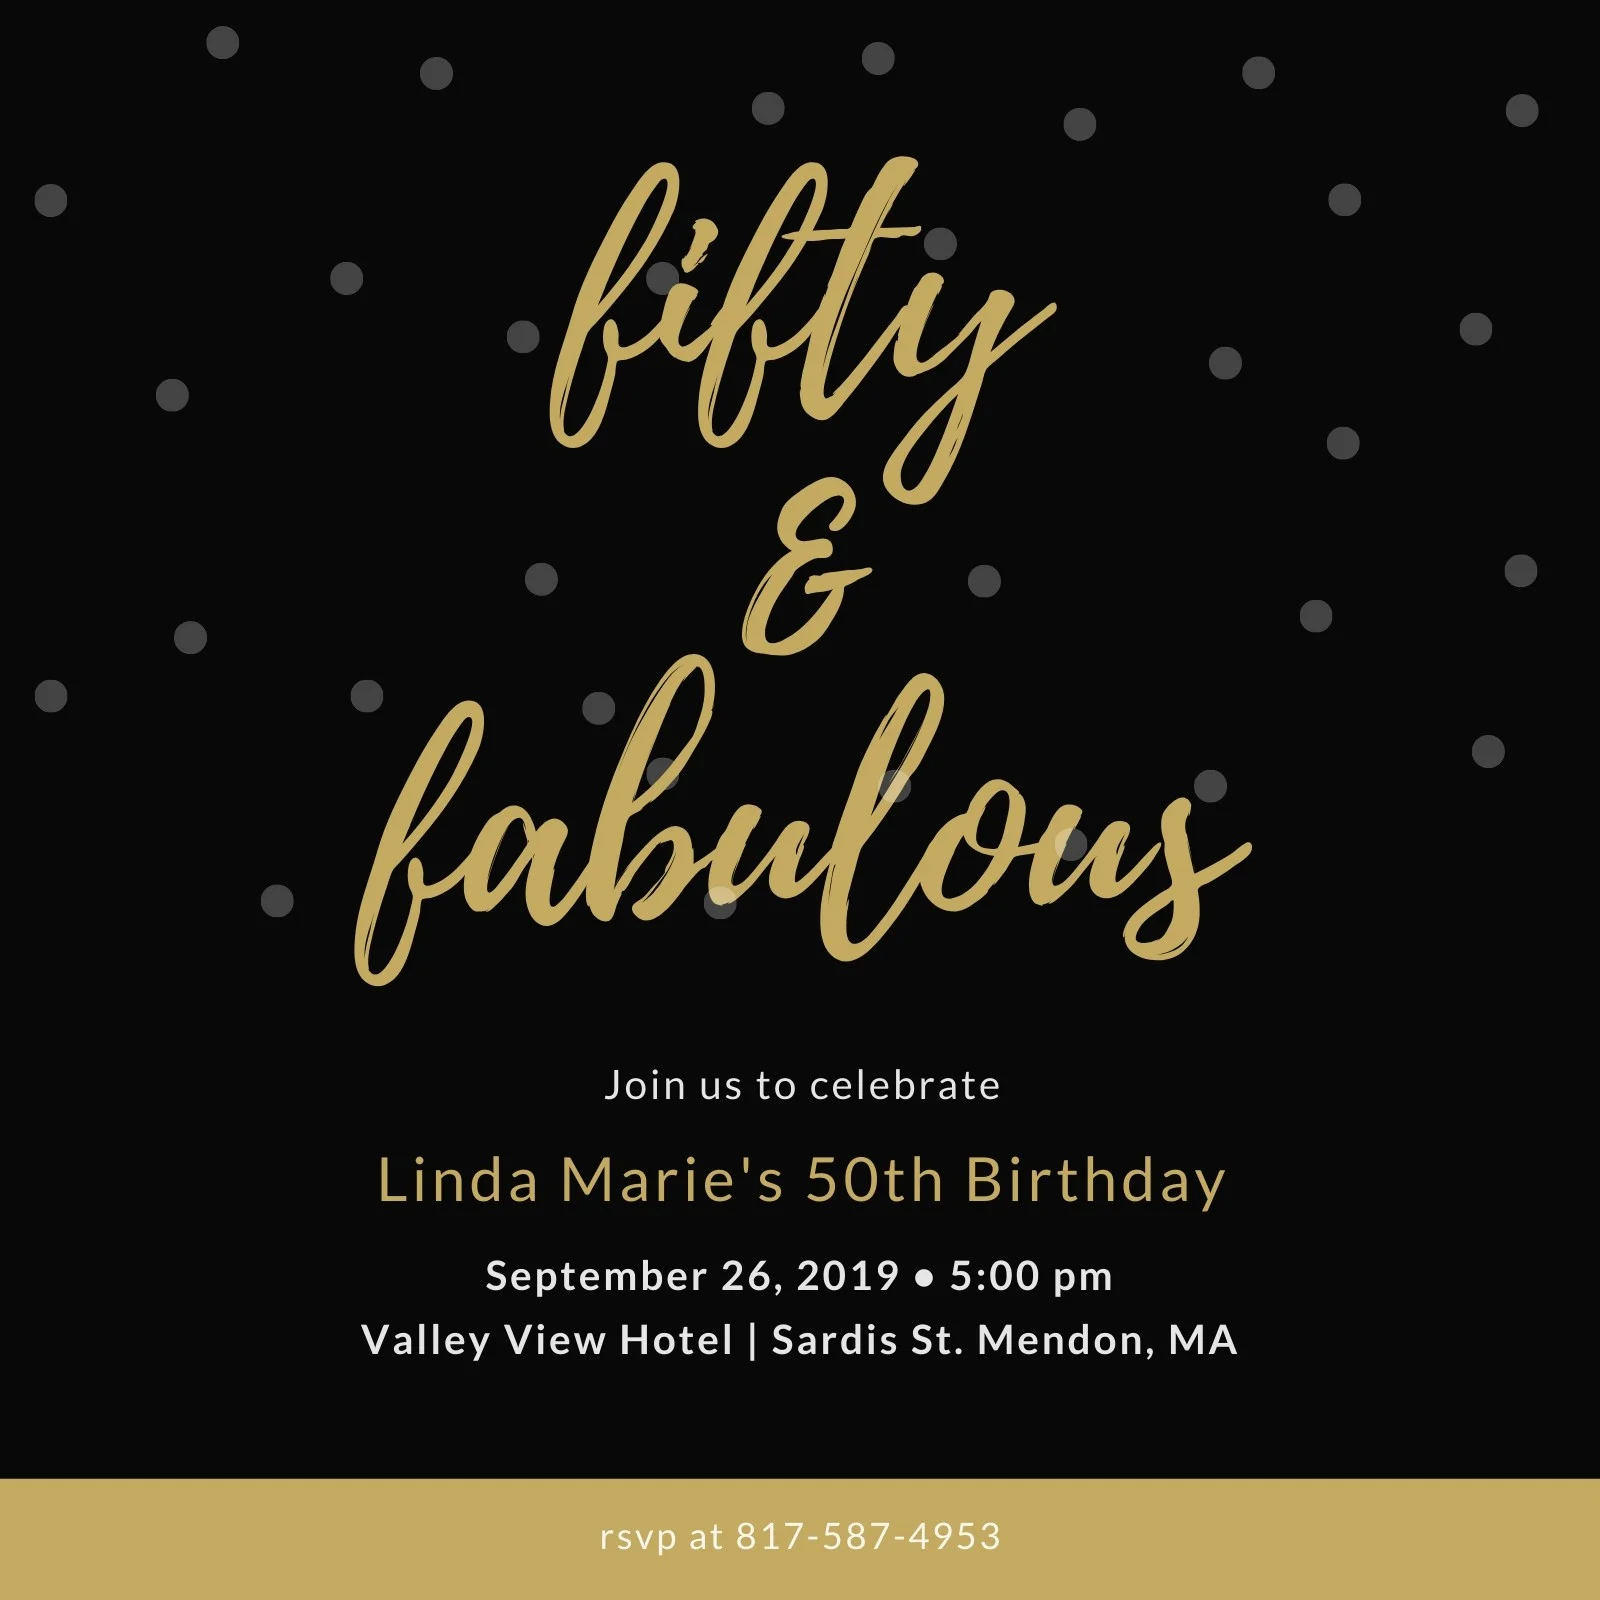 fifty
&
fabulous
Join us to celebrate
Linda Marie's 50th Birthday
September 26, 2019 • 5:00 pm
Valley View Hotel | Sardis St. Mendon, MA
rsvp at 817-587-4953